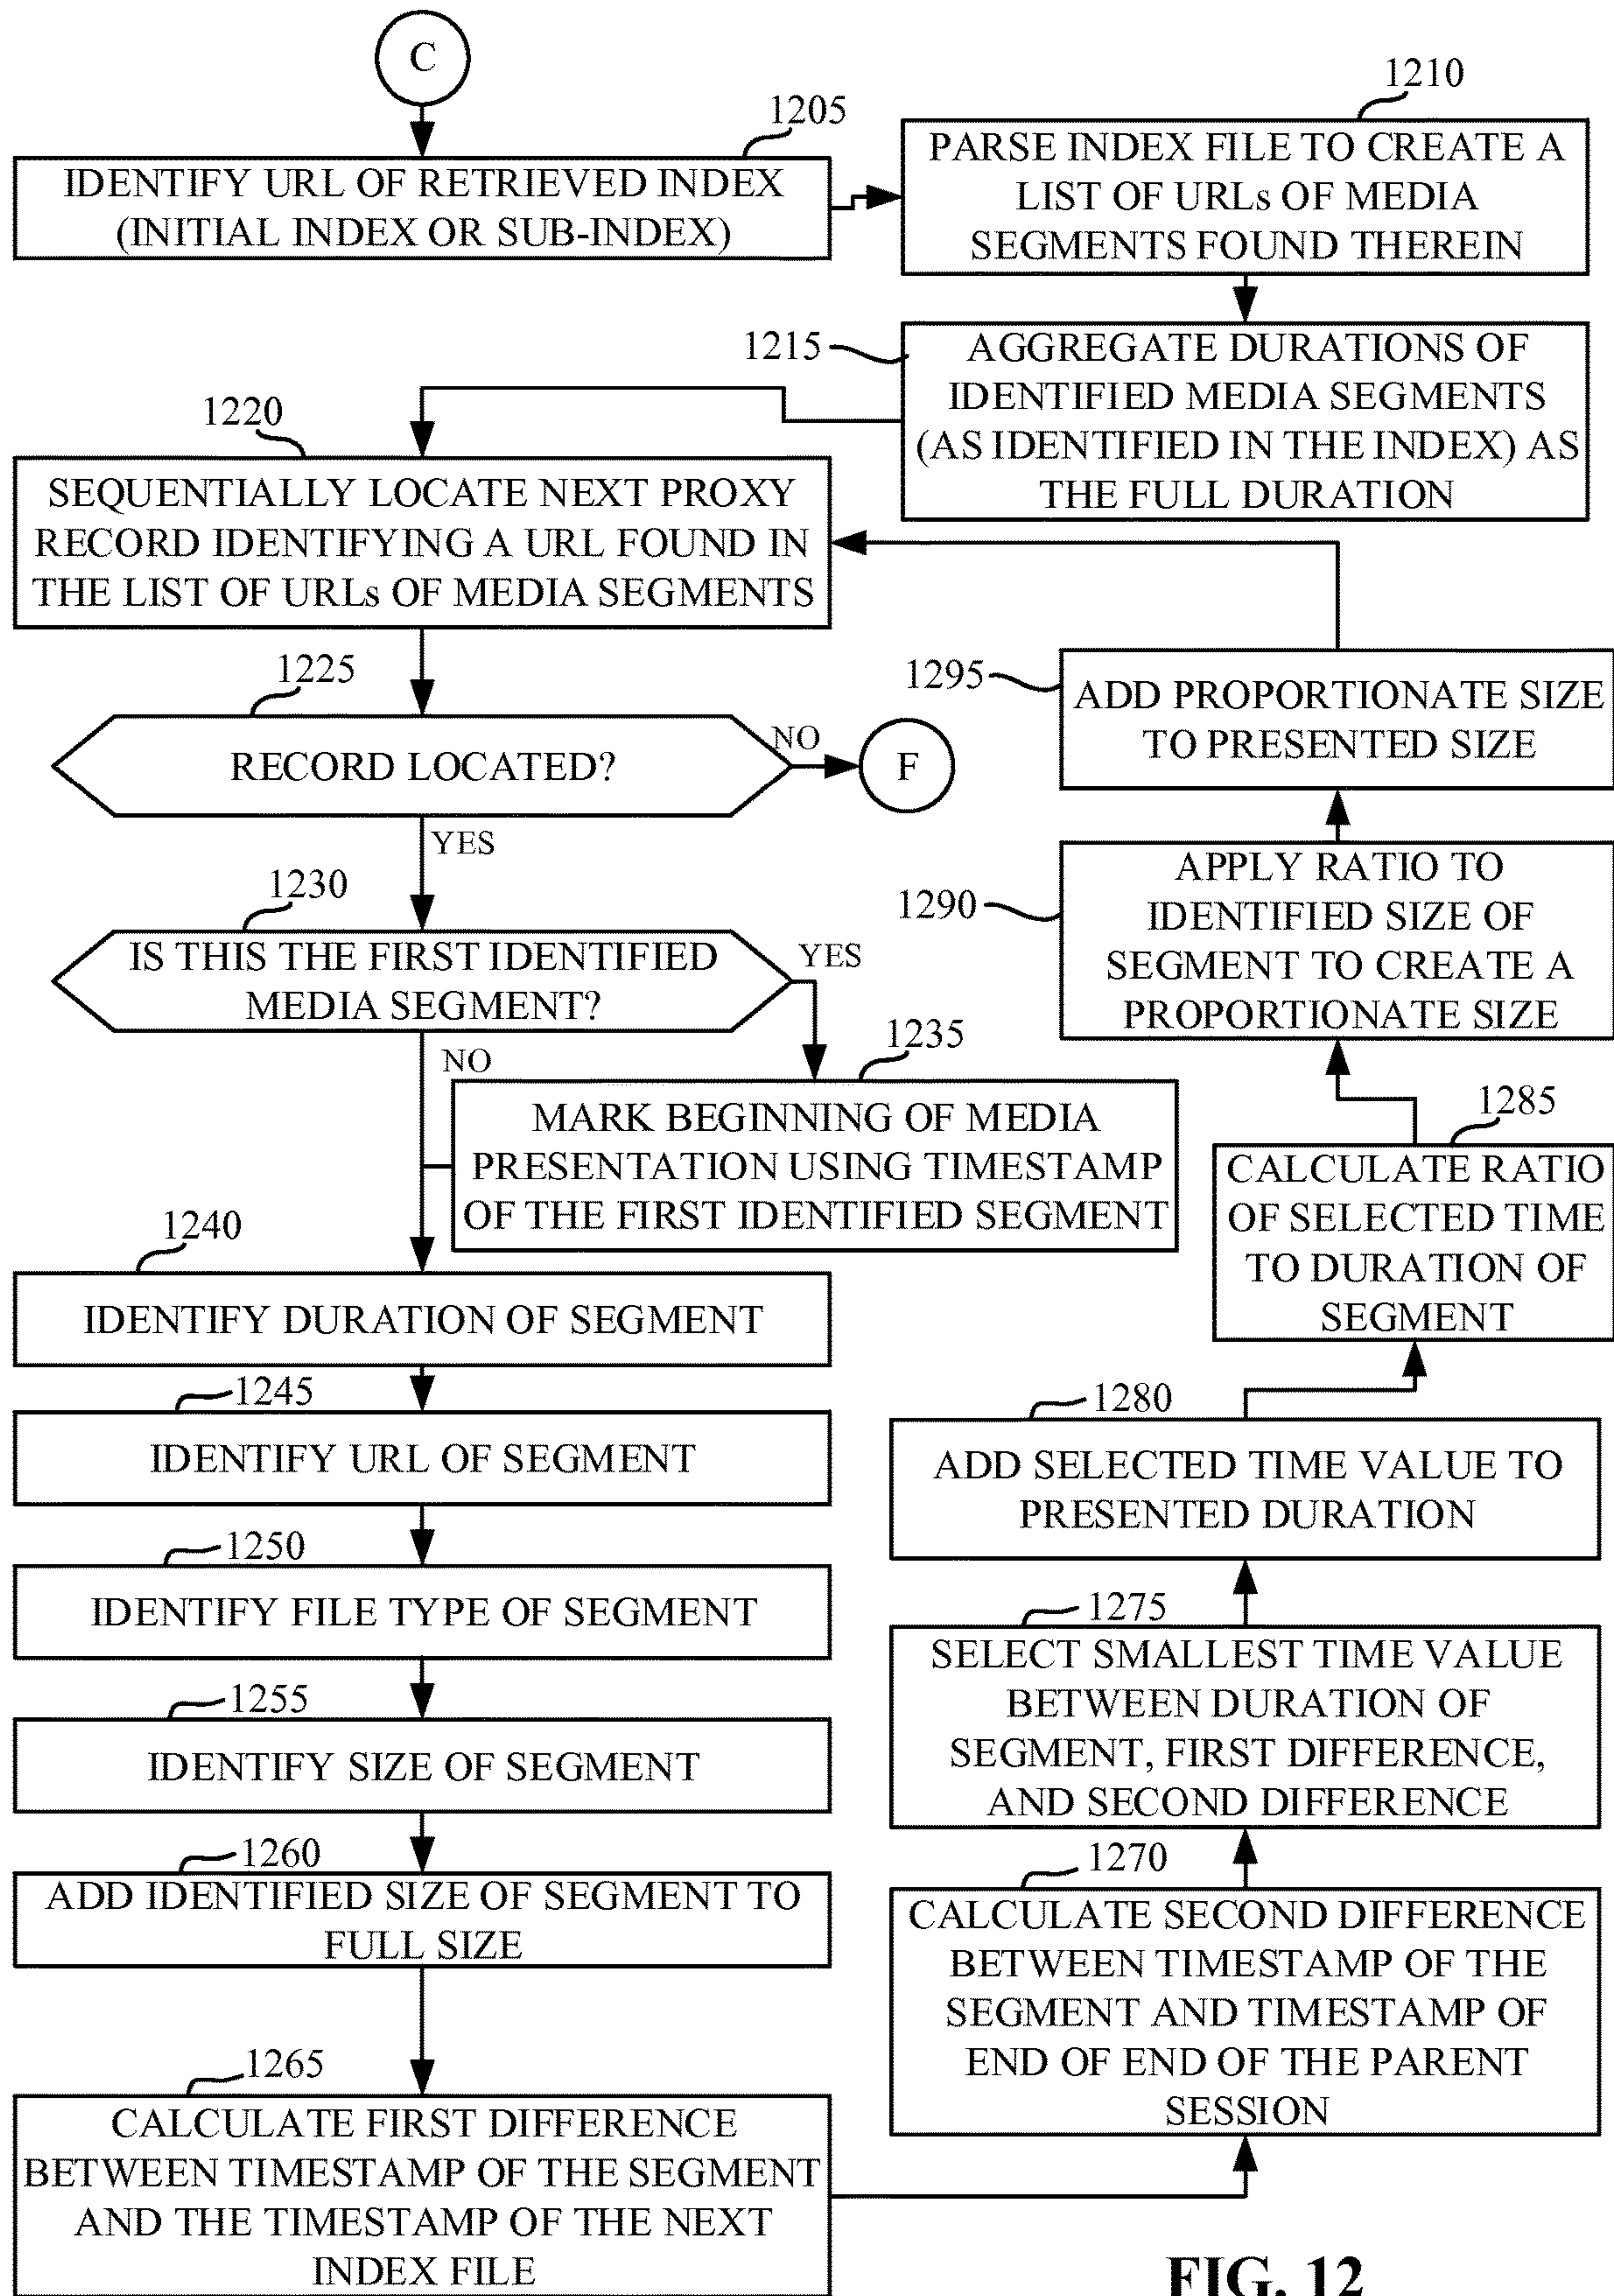 C
1205
IDENTIFY URL OF RETRIEVED INDEX
(INITIAL INDEX OR SUB-INDEX)
1210
PARSE INDEX FILE TO CREATE A
LIST OF URLs OF MEDIA
SEGMENTS FOUND THEREIN
1215
AGGREGATE DURATIONS OF
IDENTIFIED MEDIA SEGMENTS
(AS IDENTIFIED IN THE INDEX) AS
THE FULL DURATION
1220
SEQUENTIALLY LOCATE NEXT PROXY
RECORD IDENTIFYING A URL FOUND IN
THE LIST OF URLs OF MEDIA SEGMENTS
1225
RECORD LOCATED?
NO
F
YES
1230
IS THIS THE FIRST IDENTIFIED
MEDIA SEGMENT?
YES
NO
1235
MARK BEGINNING OF MEDIA
PRESENTATION USING TIMESTAMP
OF THE FIRST IDENTIFIED SEGMENT
1240
IDENTIFY DURATION OF SEGMENT
1245
IDENTIFY URL OF SEGMENT
1250
IDENTIFY FILE TYPE OF SEGMENT
1255
IDENTIFY SIZE OF SEGMENT
1260
ADD IDENTIFIED SIZE OF SEGMENT TO
FULL SIZE
1265
CALCULATE FIRST DIFFERENCE
BETWEEN TIMESTAMP OF THE SEGMENT
AND THE TIMESTAMP OF THE NEXT
INDEX FILE
1270
CALCULATE SECOND DIFFERENCE
BETWEEN TIMESTAMP OF THE
SEGMENT AND TIMESTAMP OF
END OF END OF THE PARENT
SESSION
1275
SELECT SMALLEST TIME VALUE
BETWEEN DURATION OF
SEGMENT, FIRST DIFFERENCE,
AND SECOND DIFFERENCE
1280
ADD SELECTED TIME VALUE TO
PRESENTED DURATION
1285
CALCULATE RATIO
OF SELECTED TIME
TO DURATION OF
SEGMENT
1290
APPLY RATIO TO
IDENTIFIED SIZE OF
SEGMENT TO CREATE A
PROPORTIONATE SIZE
1295
ADD PROPORTIONATE SIZE
TO PRESENTED SIZE
FIG. 12